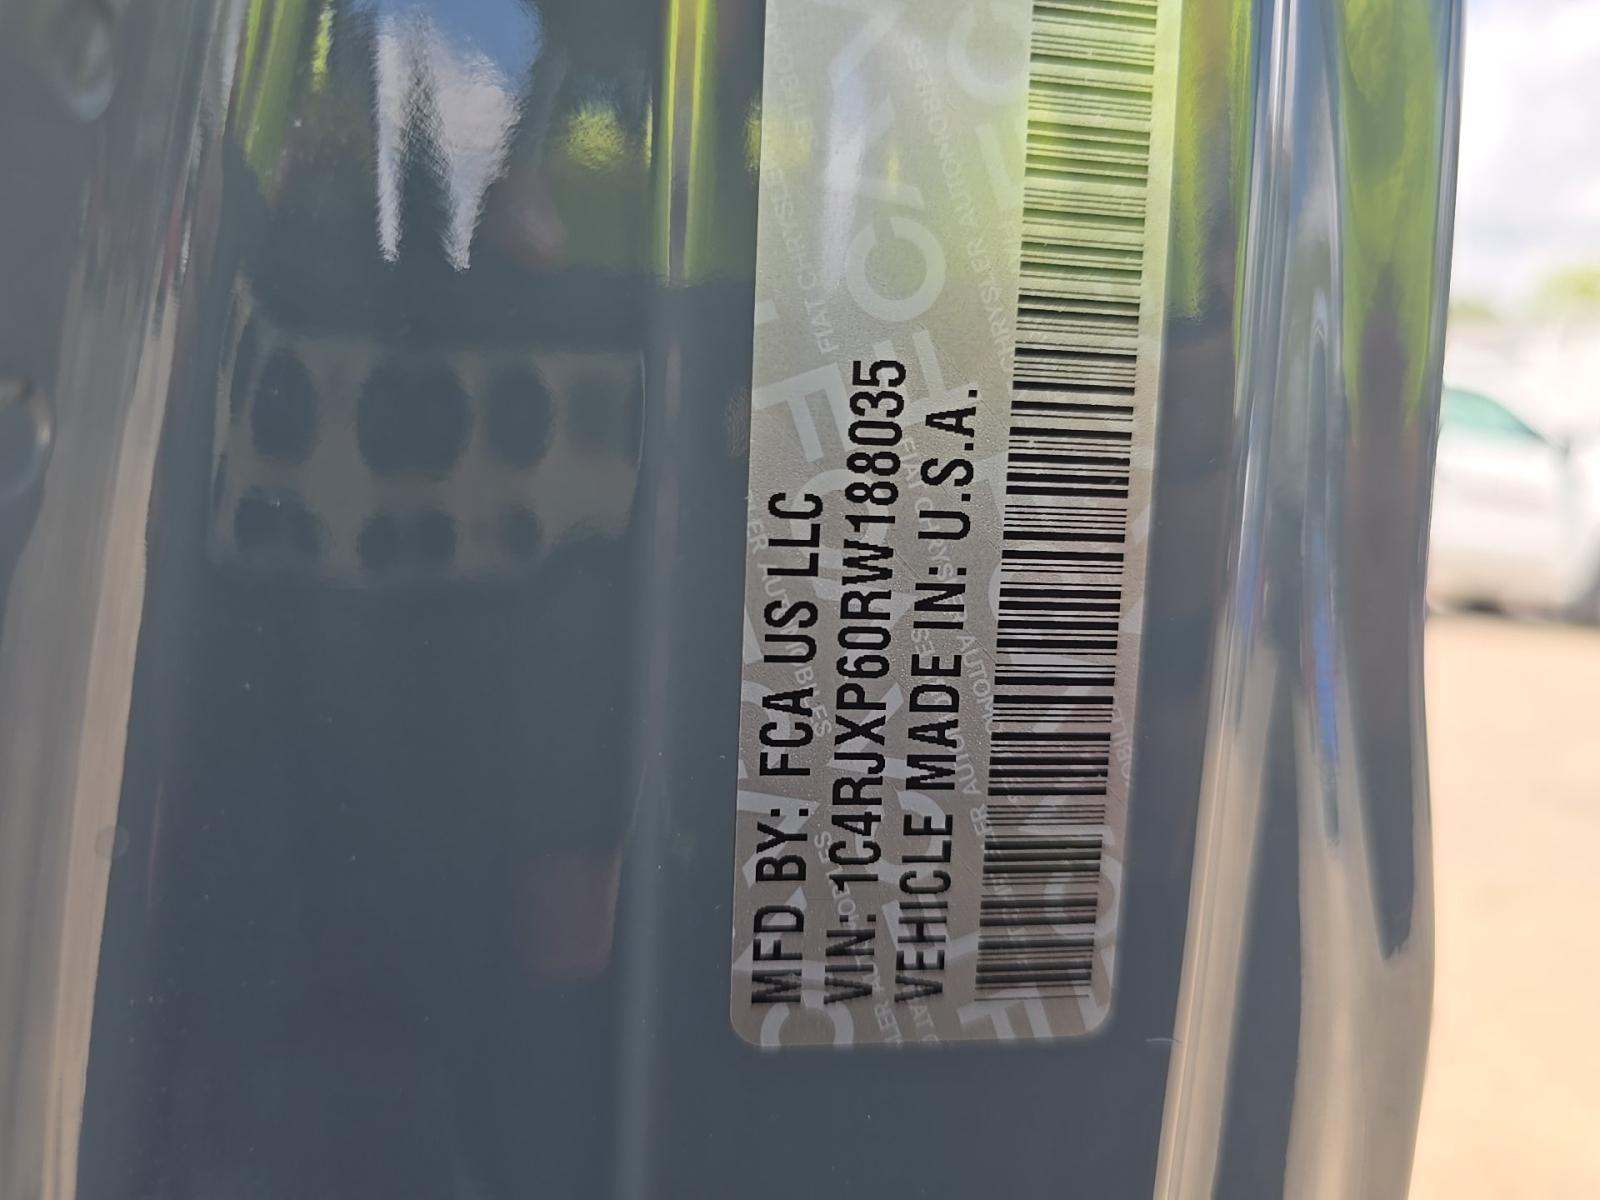 MFD BY: FCA US LLC
VIN: 1C4RJXP60RW188035
VEHICLE MADE IN: U.S.A.